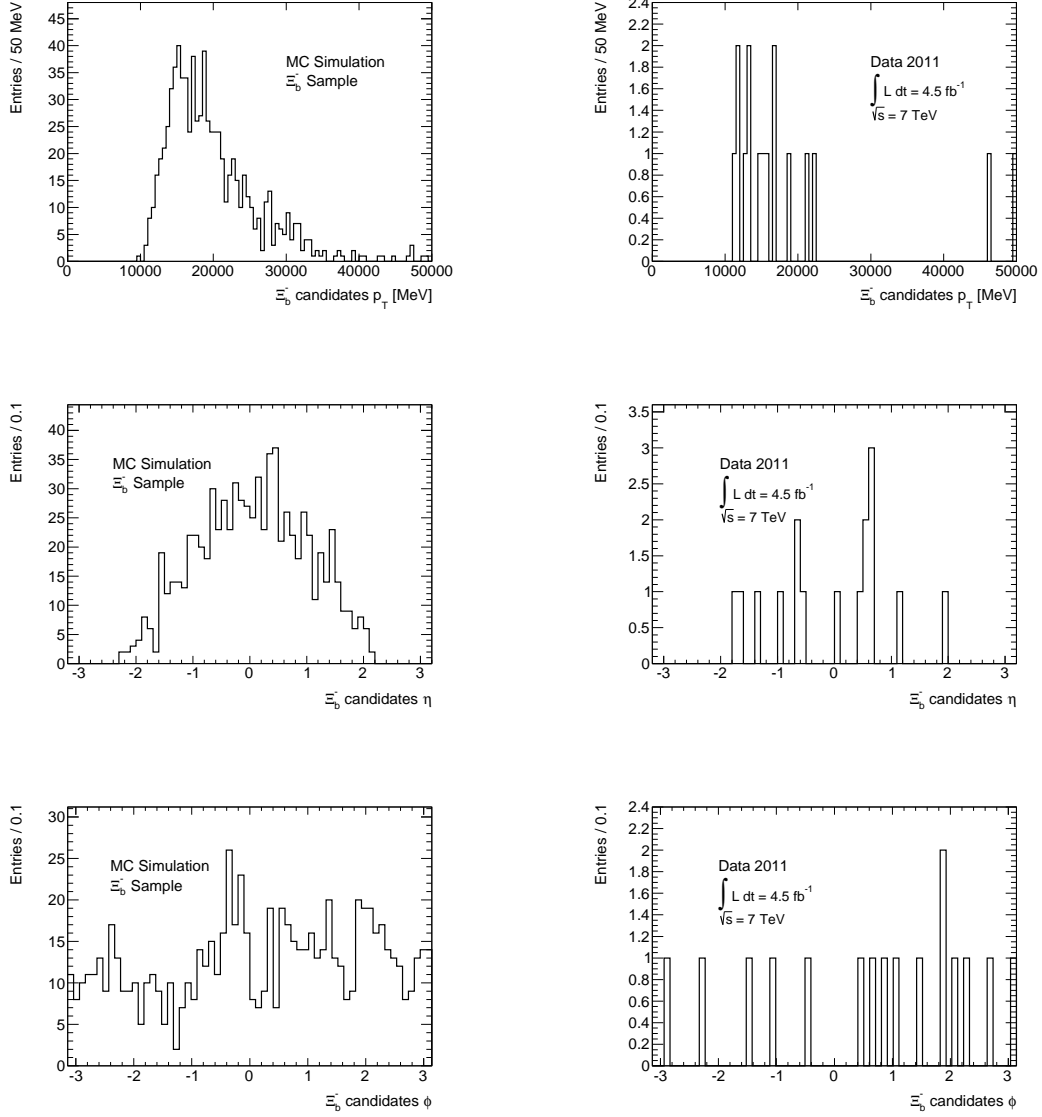 Entries / 50 MeV
45
40
35
30
25
20
15
10
5
0
MC Simulation
Ξb- Sample
0 10000 20000 30000 40000 50000
Ξb- candidates pT [MeV]
Entries / 50 MeV
2.4
2.2
2
1.8
1.6
1.4
1.2
1
0.8
0.6
0.4
0.2
0
Data 2011
∫ L dt = 4.5 fb-1
√s = 7 TeV
0 10000 20000 30000 40000 50000
Ξb- candidates pT [MeV]
Entries / 0.1
40
35
30
25
20
15
10
5
0
MC Simulation
Ξb- Sample
-3 -2 -1 0 1 2 3
Ξb- candidates η
Entries / 0.1
3.5
3
2.5
2
1.5
1
0.5
0
Data 2011
∫ L dt = 4.5 fb-1
√s = 7 TeV
-3 -2 -1 0 1 2 3
Ξb- candidates η
Entries / 0.1
30
25
20
15
10
5
0
MC Simulation
Ξb- Sample
-3 -2 -1 0 1 2 3
Ξb- candidates ϕ
Entries / 0.1
2.4
2.2
2
1.8
1.6
1.4
1.2
1
0.8
0.6
0.4
0.2
0
Data 2011
∫ L dt = 4.5 fb-1
√s = 7 TeV
-3 -2 -1 0 1 2 3
Ξb- candidates ϕ